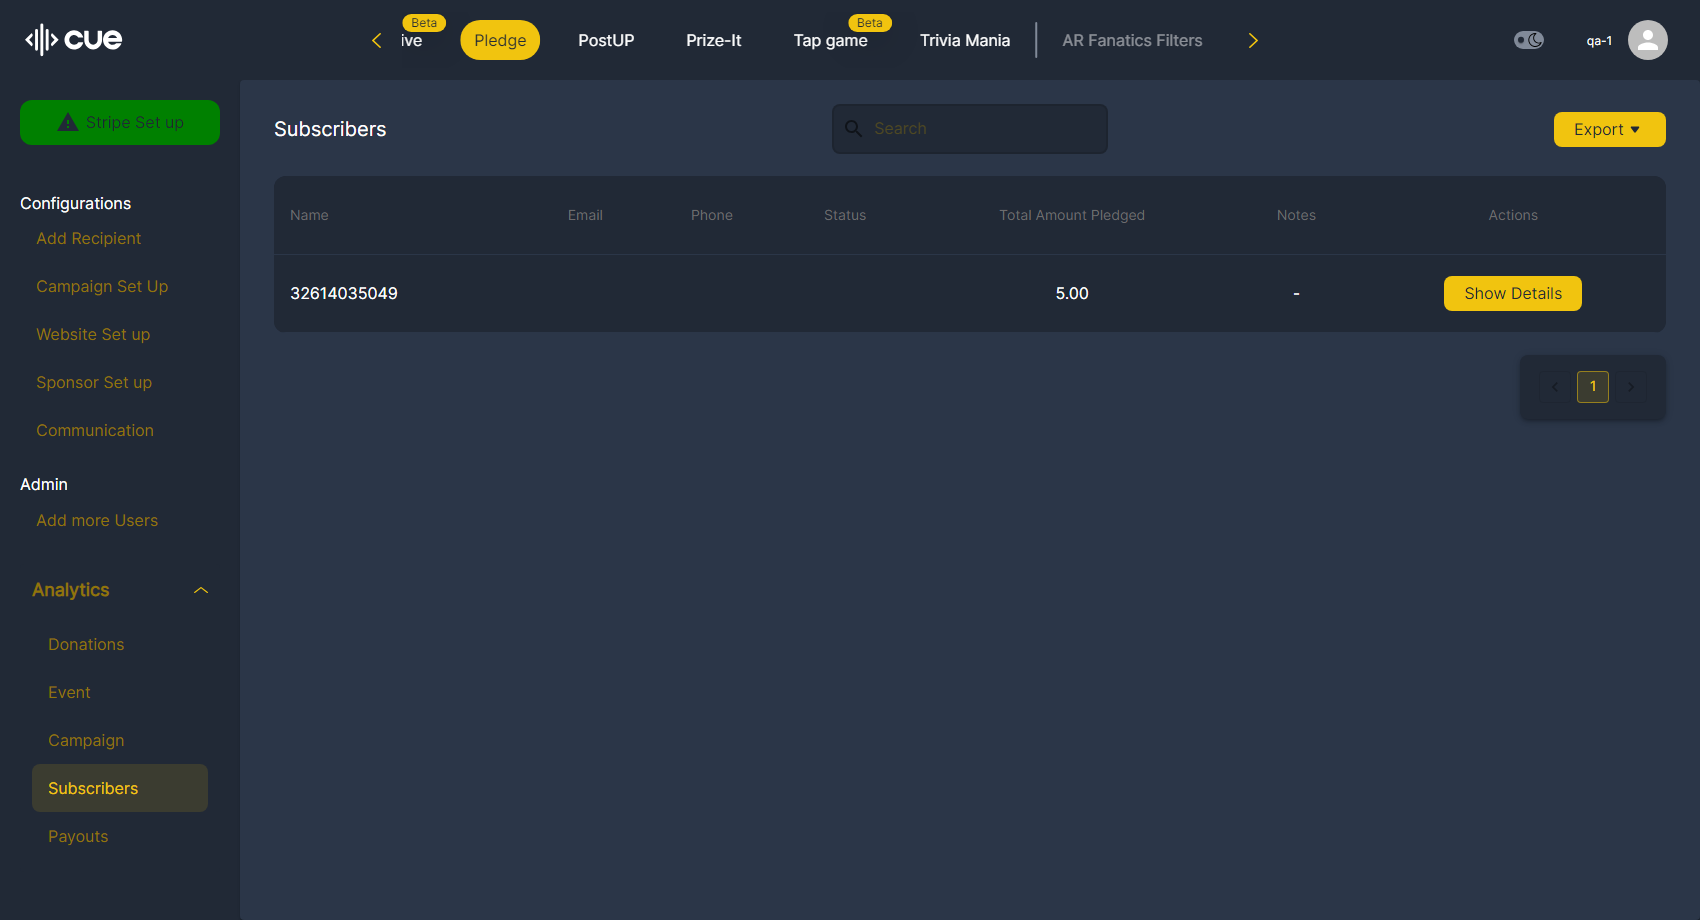 cue
Beta
ive
Pledge
PostUP
Prize-It
Beta
Tap game
Trivia Mania
AR Fanatics Filters
qa-1
Stripe Set up
Configurations
Add Recipient
Campaign Set Up
Website Set up
Sponsor Set up
Communication
Admin
Add more Users
Analytics
Donations
Event
Campaign
Subscribers
Payouts
Subscribers
Search
Export
Name Email Phone Status Total Amount Pledged Notes Actions
32614035049 5.00 - Show Details
1